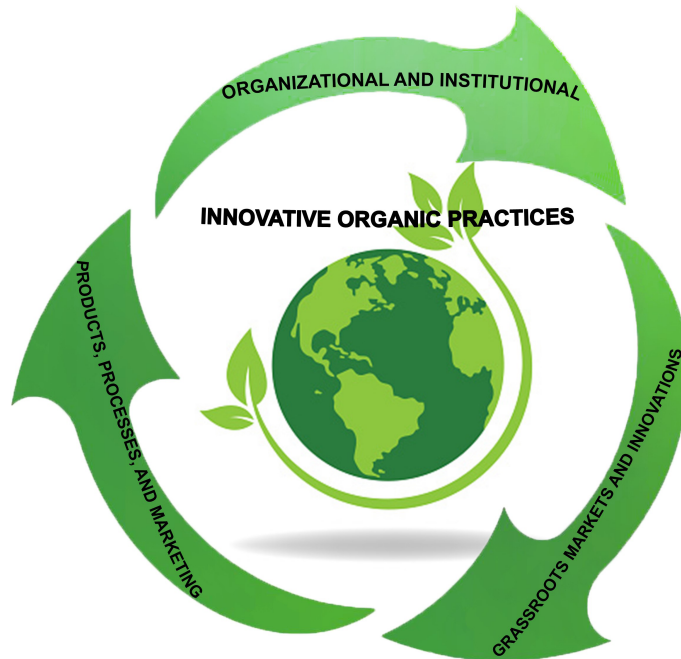 ORGANIZATIONAL AND INSTITUTIONAL
INNOVATIVE ORGANIC PRACTICES
PRODUCTS, PROCESSES, AND MARKETING
GRASSROOTS MARKETS AND INNOVATIONS